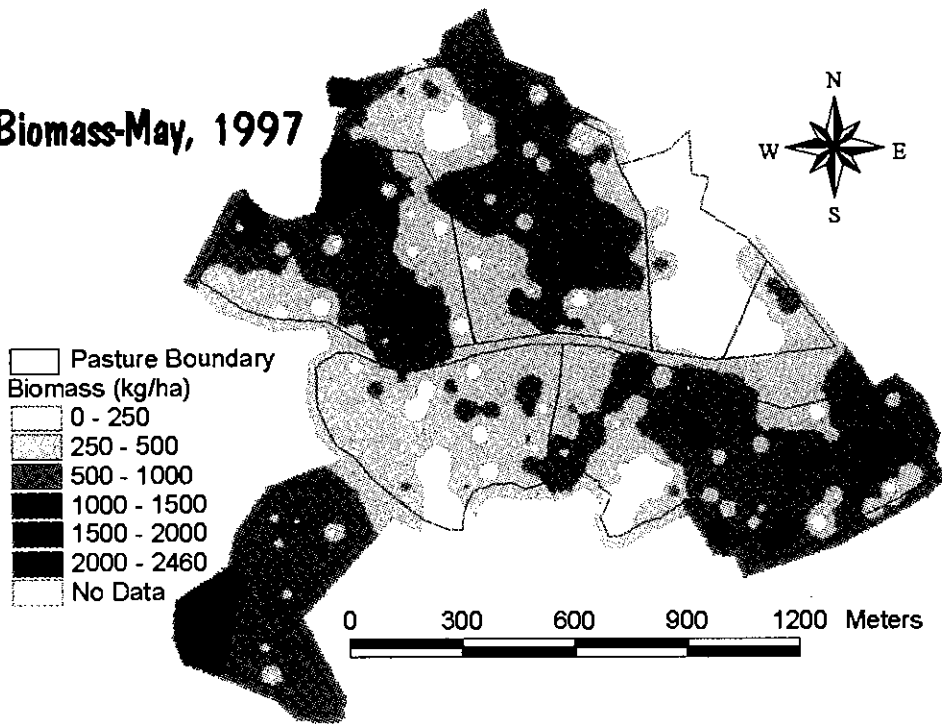 Biomass-May, 1997
N
W E
S
Pasture Boundary
Biomass (kg/ha)
0 - 250
250 - 500
500 - 1000
1000 - 1500
1500 - 2000
2000 - 2460
No Data
0 300 600 900 1200 Meters